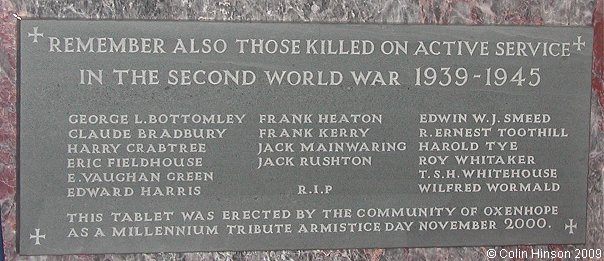 REMEMBER ALSO THOSE KILLED ON ACTIVE SERVICE
IN THE SECOND WORLD WAR 1939-1945
GEORGE L. BOTTOMLEY
CLAUDE BRADBURY
HARRY CRABTREE
ERIC FIELDHOUSE
E. VAUGHAN GREEN
EDWARD HARRIS
FRANK HEATON
FRANK KERRY
JACK MAINWARING
JACK RUSHTON
R.I.P
EDWIN W.J. SMEED
R. ERNEST TOOTHILL
HAROLD TYE
ROY WHITAKER
T.S.H. WHITEHOUSE
WILFRED WORMALD
THIS TABLET WAS ERECTED BY THE COMMUNITY OF OXENHOPE
AS A MILLENNIUM TRIBUTE ARMISTICE DAY NOVEMBER 2000.
©Colin Hinson 2009